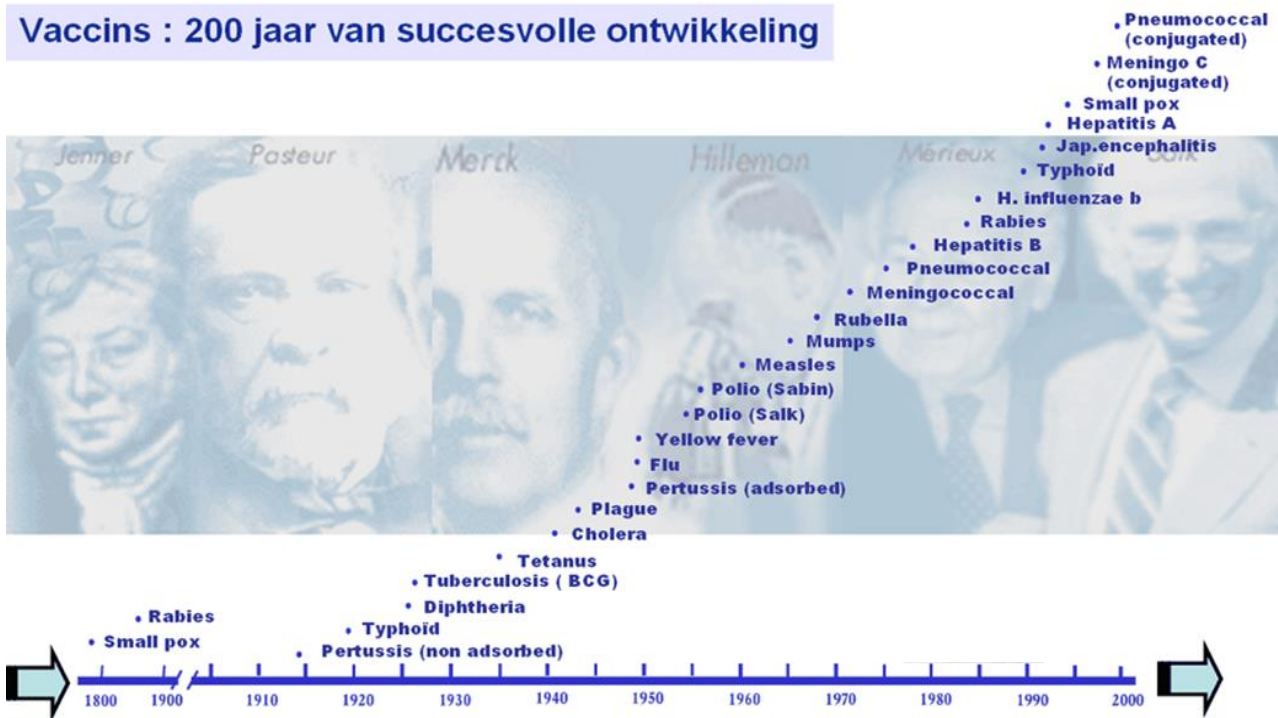 Vaccins : 200 jaar van succesvolle ontwikkeling
Pneumococcal
(conjugated)
Meningo C
(conjugated)
Small pox
Hepatitis A
Jap.encephalitis
Typhoïd
H. influenzae b
Rabies
Hepatitis B
Pneumococcal
Meningococcal
Rubella
Mumps
Measles
Polio (Sabin)
Polio (Salk)
Yellow fever
Flu
Pertussis (adsorbed)
Plague
Cholera
Tetanus
Tuberculosis ( BCG)
Diphtheria
Rabies
Typhoïd
Small pox
Pertussis (non adsorbed)
Jenner Pasteur Merck Hilleman Mérieux Salk
1800 1900 1910 1920 1930 1940 1950 1960 1970 1980 1990 2000